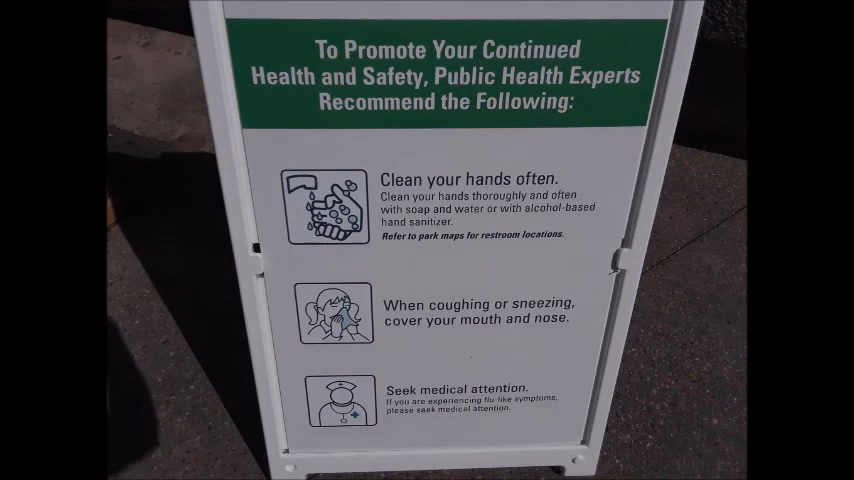 To Promote Your Continued
Health and Safety, Public Health Experts
Recommend the Following:
Clean your hands often.
Clean your hands thoroughly and often
with soap and water or with alcohol-based
hand sanitizer.
Refer to park maps for restroom locations.
When coughing or sneezing,
cover your mouth and nose.
Seek medical attention.
If you are experiencing flu-like symptoms,
please seek medical attention.